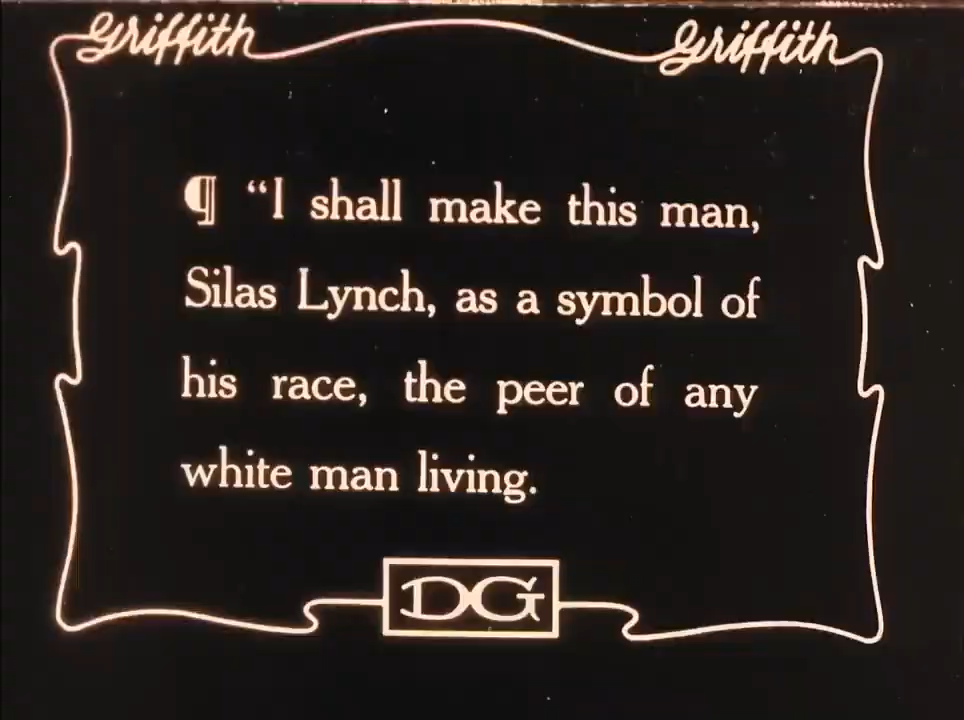 Griffith Griffith
¶ “I shall make this man,
Silas Lynch, as a symbol of
his race, the peer of any
white man living.
DG